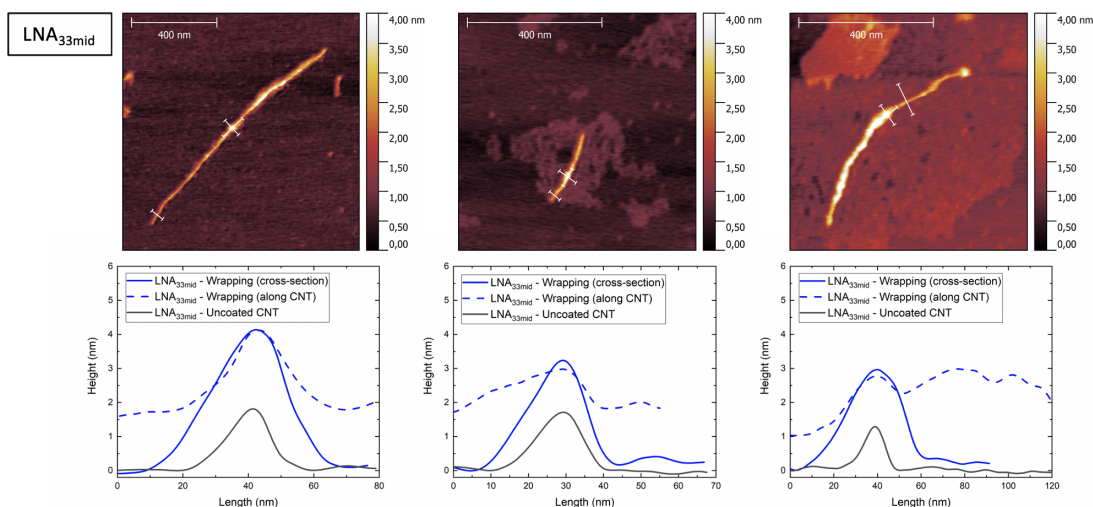 LNA33mid
400 nm
4,00 nm
3,50
3,00
2,50
2,00
1,50
1,00
0,50
0,00
400 nm
4,00 nm
3,50
3,00
2,50
2,00
1,50
1,00
0,50
0,00
400 nm
4,00 nm
3,50
3,00
2,50
2,00
1,50
1,00
0,50
0,00
LNA33mid - Wrapping (cross-section)
LNA33mid - Wrapping (along CNT)
LNA33mid - Uncoated CNT
Height (nm)
6
5
4
3
2
1
0
0 20 40 60 80
Length (nm)
LNA33mid - Wrapping (cross-section)
LNA33mid - Wrapping (along CNT)
LNA33mid - Uncoated CNT
Height (nm)
6
5
4
3
2
1
0
0 10 20 30 40 50 60 70
Length (nm)
LNA33mid - Wrapping (cross-section)
LNA33mid - Wrapping (along CNT)
LNA33mid - Uncoated CNT
Height (nm)
6
5
4
3
2
1
0
0 20 40 60 80 100 120
Length (nm)